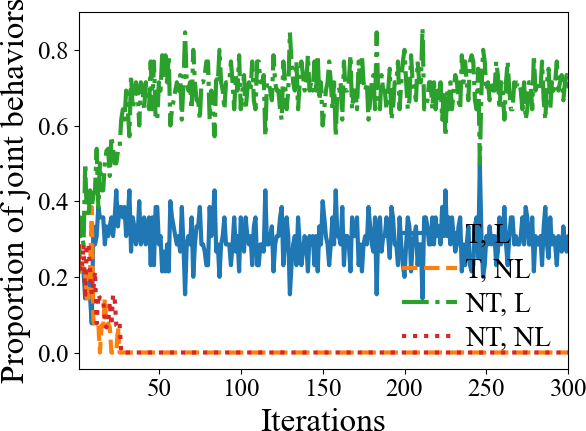 Proportion of joint behaviors
0.8
0.6
0.4
0.2
0.0
T, L
T, NL
NT, L
NT, NL
50 100 150 200 250 300
Iterations